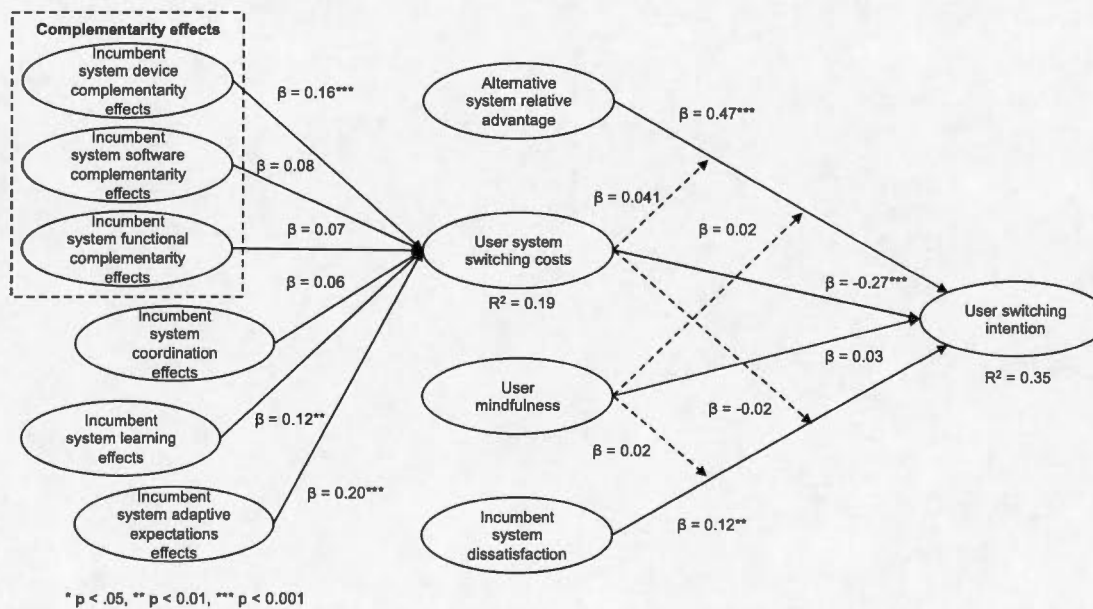 Complementarity effects
Incumbent
system device
complementarity
effects
β = 0.16***
Incumbent
system software
complementarity
effects
β = 0.08
Incumbent
system functional
complementarity
effects
β = 0.07
β = 0.06
Incumbent
system
coordination
effects
Incumbent
system learning
effects
β = 0.12**
Incumbent
system adaptive
expectations
effects
β = 0.20***
Alternative
system relative
advantage
β = 0.47***
β = 0.041
β = 0.02
User system
switching costs
R² = 0.19
β = -0.27***
User switching
intention
R² = 0.35
β = 0.03
User
mindfulness
β = -0.02
β = 0.02
Incumbent
system
dissatisfaction
β = 0.12**
* p < .05, ** p < 0.01, *** p < 0.001